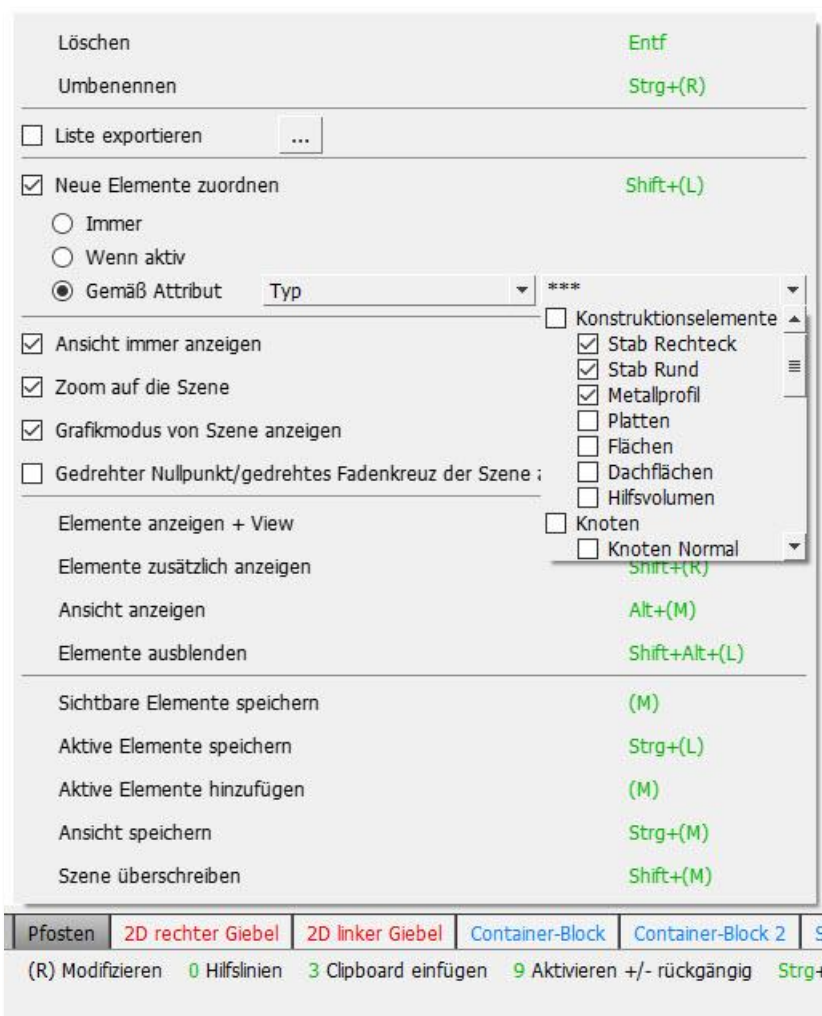 Löschen Entf
Umbenennen Strg+(R)
Liste exportieren ...
Neue Elemente zuordnen Shift+(L)
Immer
Wenn aktiv
Gemäß Attribut Typ ***
Konstruktionselemente
Ansicht immer anzeigen Stab Rechteck
Stab Rund
Zoom auf die Szene Metallprofil
Platten
Grafikmodus von Szene anzeigen Flächen
Gedrehter Nullpunkt/gedrehtes Fadenkreuz der Szene Dachflächen
Hilfsvolumen
Elemente anzeigen + View Knoten
Knoten Normal
Elemente zusätzlich anzeigen Shift+(R)
Ansicht anzeigen Alt+(M)
Elemente ausblenden Shift+Alt+(L)
Sichtbare Elemente speichern (M)
Aktive Elemente speichern Strg+(L)
Aktive Elemente hinzufügen (M)
Ansicht speichern Strg+(M)
Szene überschreiben Shift+(M)
Pfosten 2D rechter Giebel 2D linker Giebel Container-Block Container-Block 2 S
(R) Modifizieren 0 Hilfslinien 3 Clipboard einfügen 9 Aktivieren +/- rückgängig Strg+